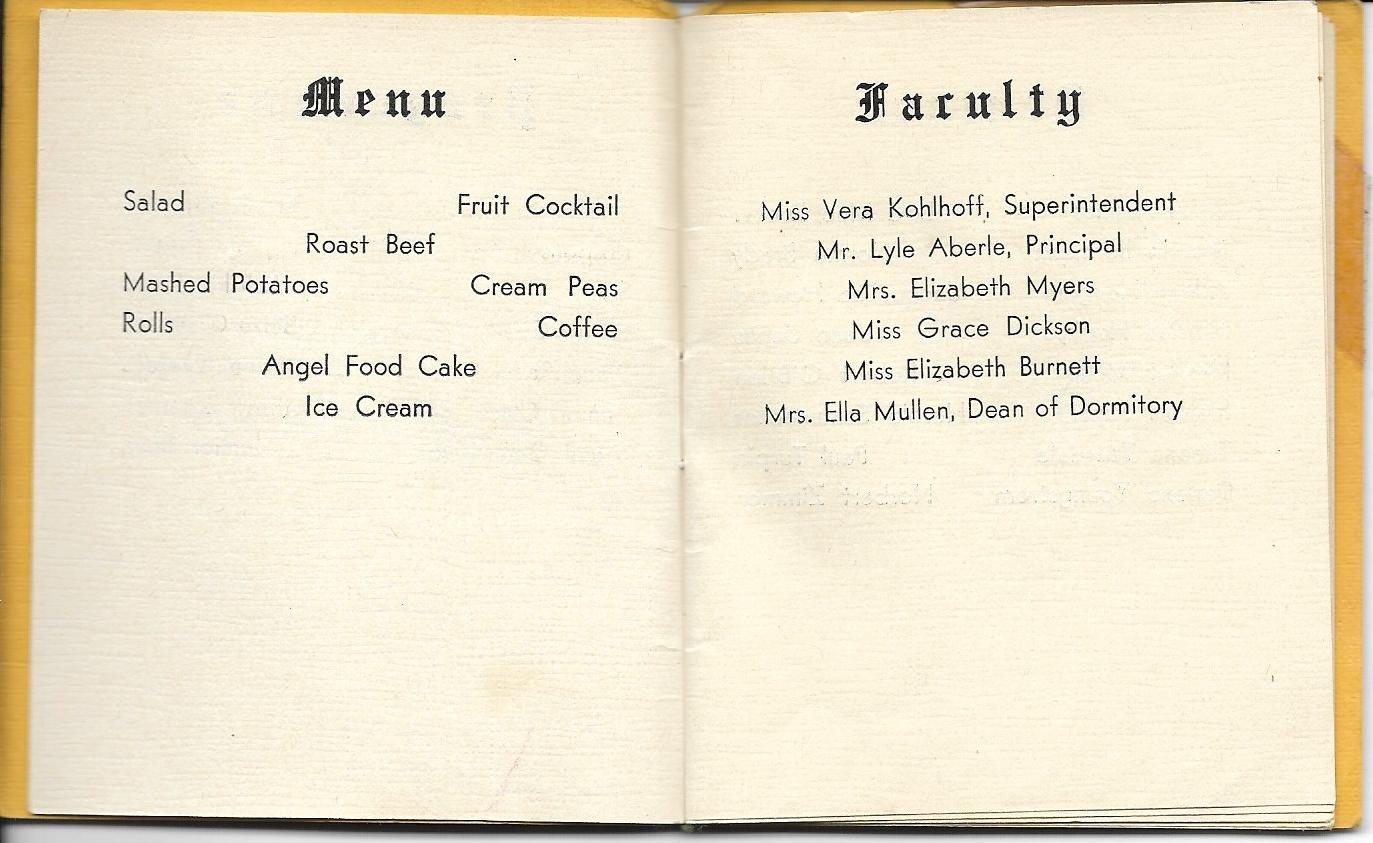 Menu
Salad Fruit Cocktail
Roast Beef
Mashed Potatoes Cream Peas
Rolls Coffee
Angel Food Cake
Ice Cream
Faculty
Miss Vera Kohlhoff, Superintendent
Mr. Lyle Aberle, Principal
Mrs. Elizabeth Myers
Miss Grace Dickson
Miss Elizabeth Burnett
Mrs. Ella Mullen, Dean of Dormitory